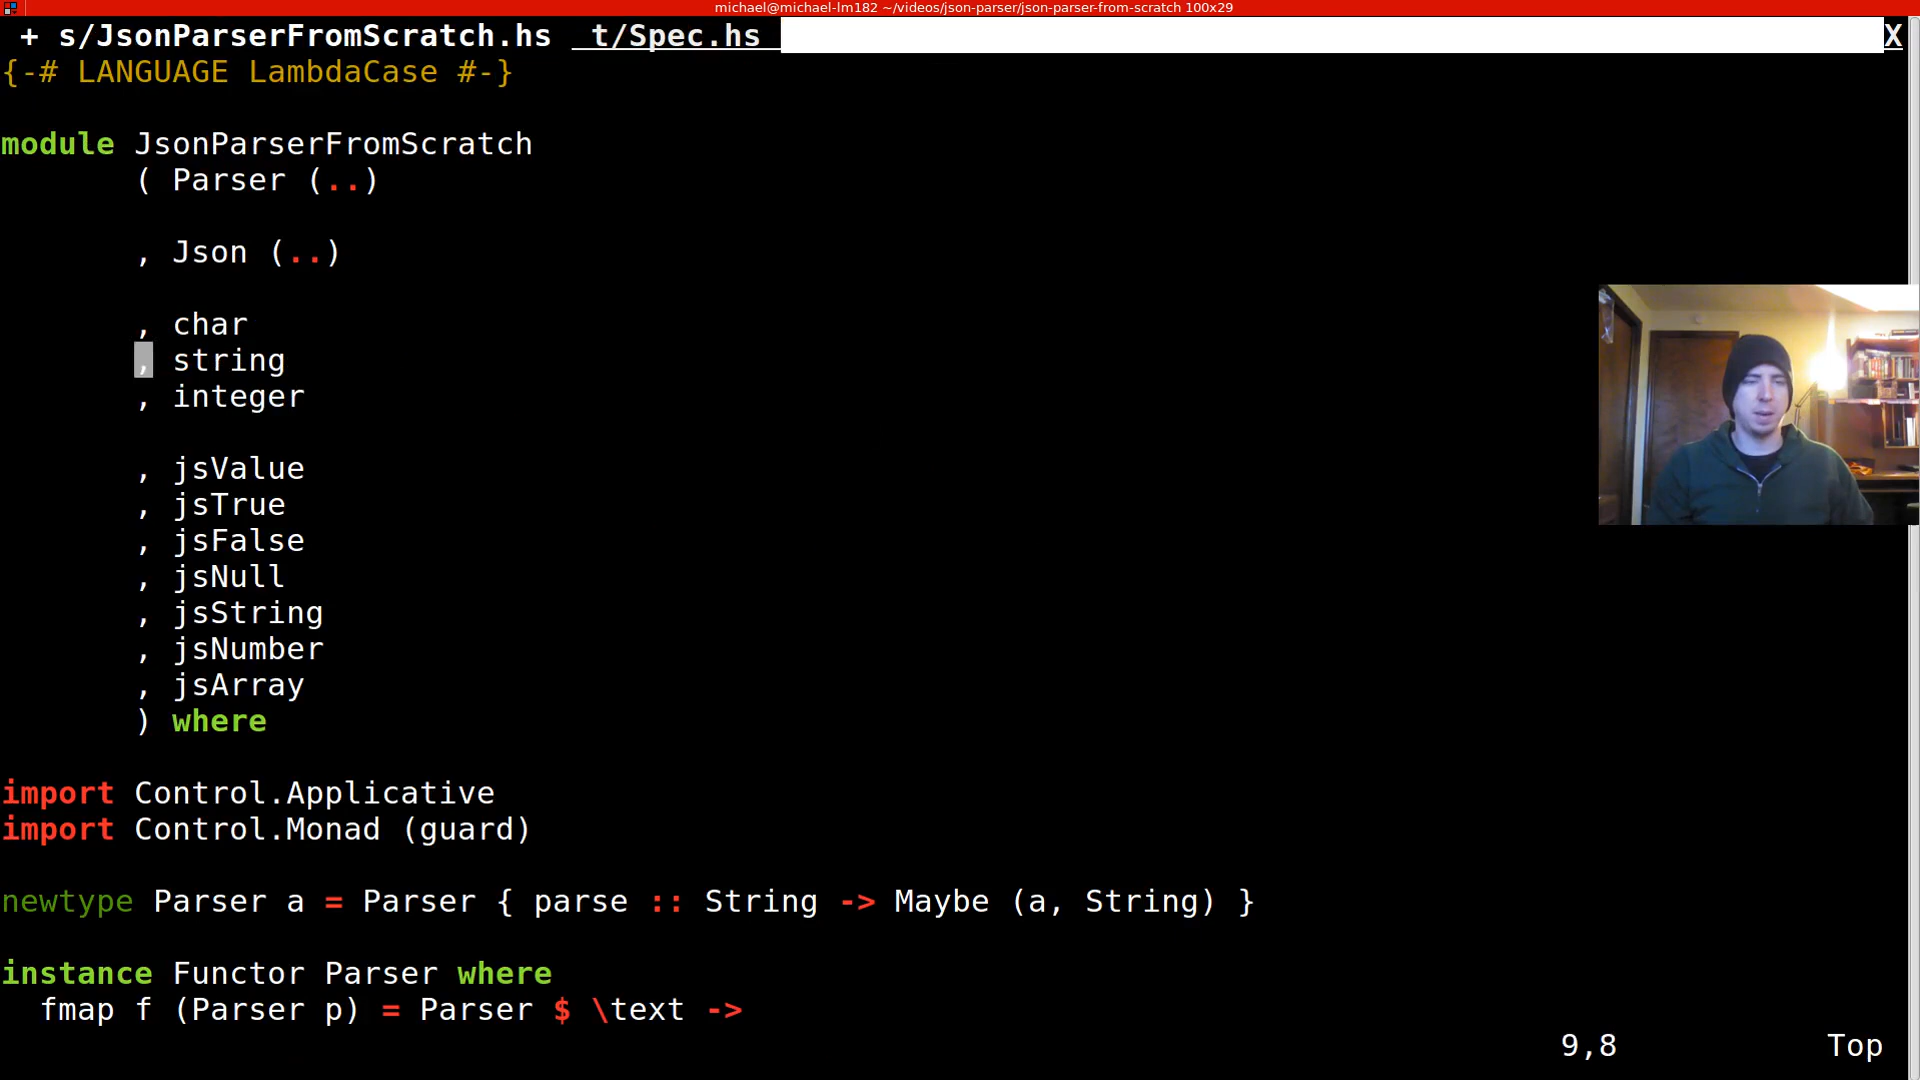 michael@michael-lm182 ~/videos/json-parser/json-parser-from-scratch 100x29
+ s/JsonParserFromScratch.hs  t/Spec.hs X
{-# LANGUAGE LambdaCase #-}
module JsonParserFromScratch
( Parser (..)
, Json (..)
, char
, string
, integer
, jsValue
, jsTrue
, jsFalse
, jsNull
, jsString
, jsNumber
, jsArray
) where
import Control.Applicative
import Control.Monad (guard)
newtype Parser a = Parser { parse :: String -> Maybe (a, String) }
instance Functor Parser where
fmap f (Parser p) = Parser $ \text ->
9,8 Top